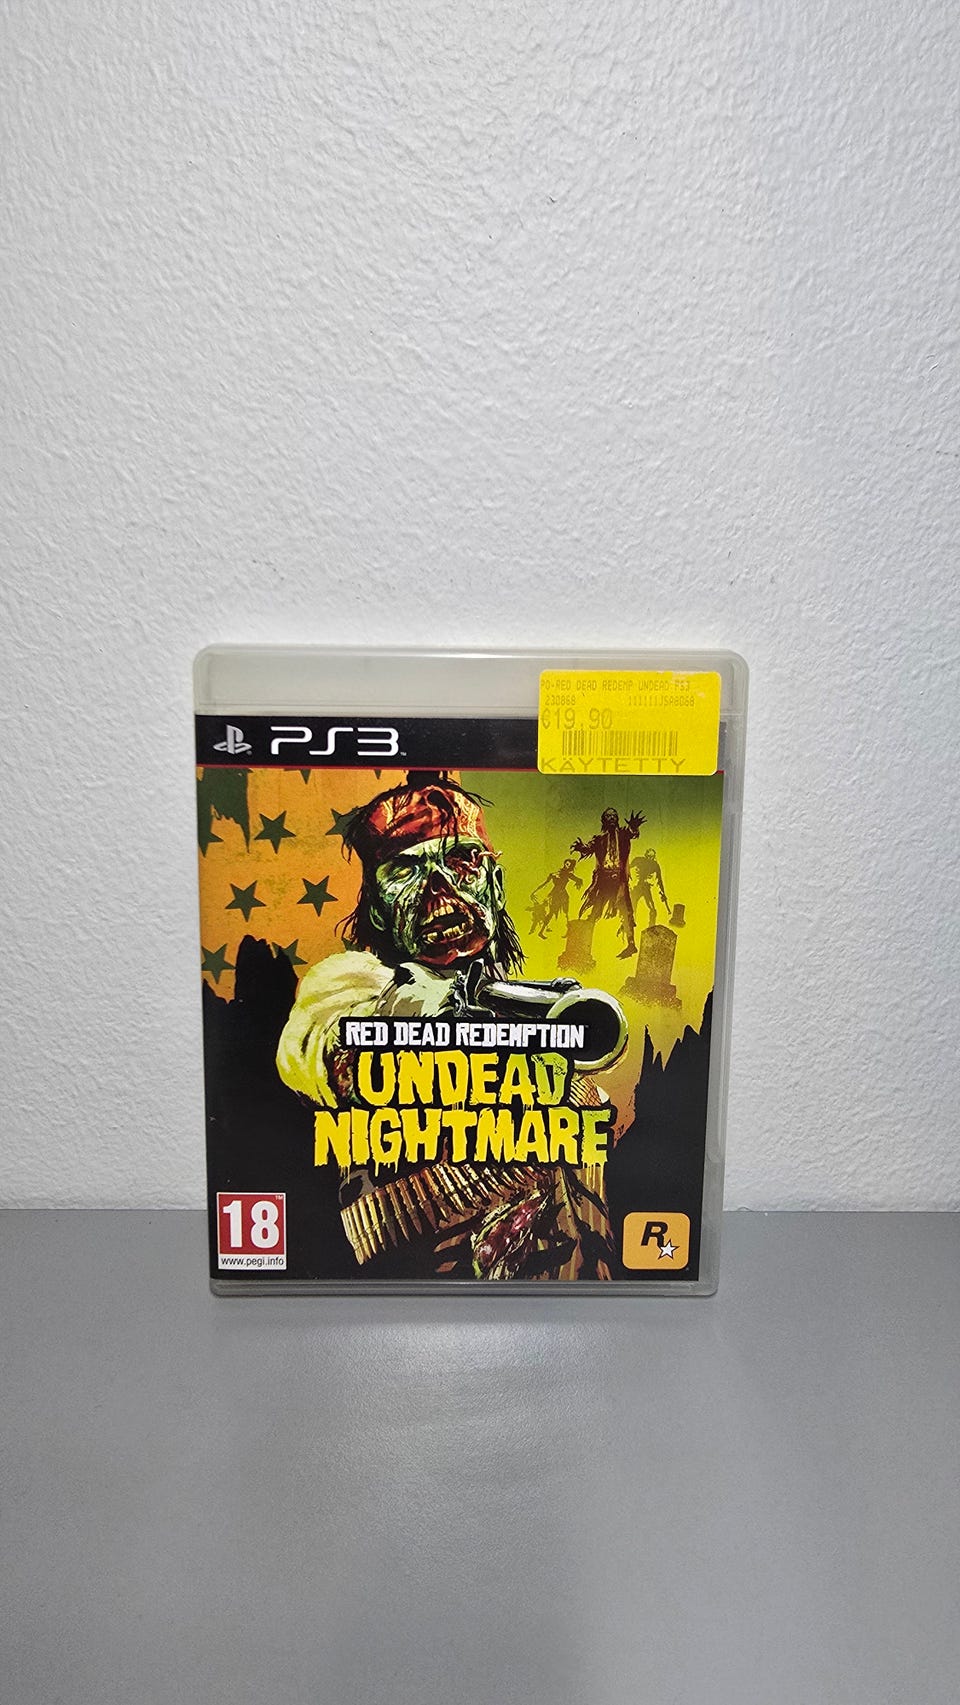 PO-RED DEAD REDEMP UNDEAD PS3
230868
€19.90
KÄYTETTY
PS3
RED DEAD REDEMPTION
UNDEAD
NIGHTMARE
18
www.pegi.info
R